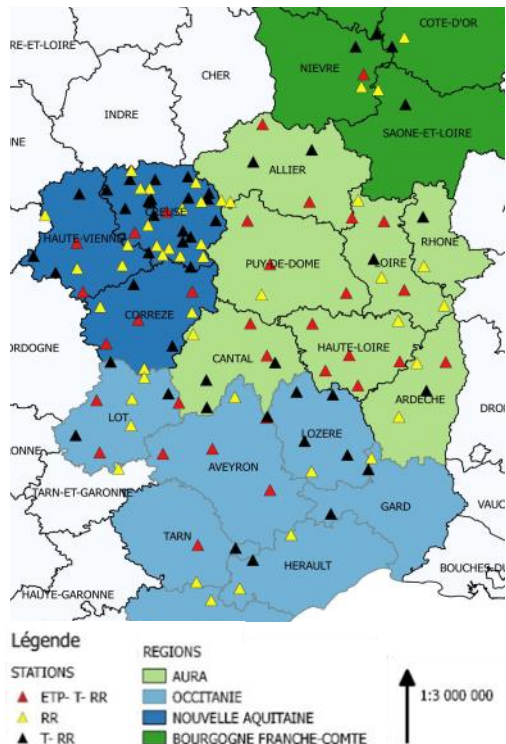 COTE-D'OR
RE-ET-LOIRE
NIEVRE
CHER
INDRE
SAONE-ET-LOIRE
ALLIER
CREUSE
HAUTE-VIENNE
RHONE
PUY-DE-DOME
LOIRE
CORREZE
HAUTE-LOIRE
ORDOGNE
CANTAL
ARDECHE
DRO
LOT
LOZERE
ONNE
AVEYRON
TARN-ET-GARONNE
GARD
VAUC
TARN
HERAULT
BOUCHES-DU
HAUTE-GARONNE
Légende
STATIONS
ETP- T- RR
RR
T- RR
REGIONS
AURA
OCCITANIE
NOUVELLE AQUITAINE
BOURGOGNE FRANCHE-COMTE
1:3 000 000